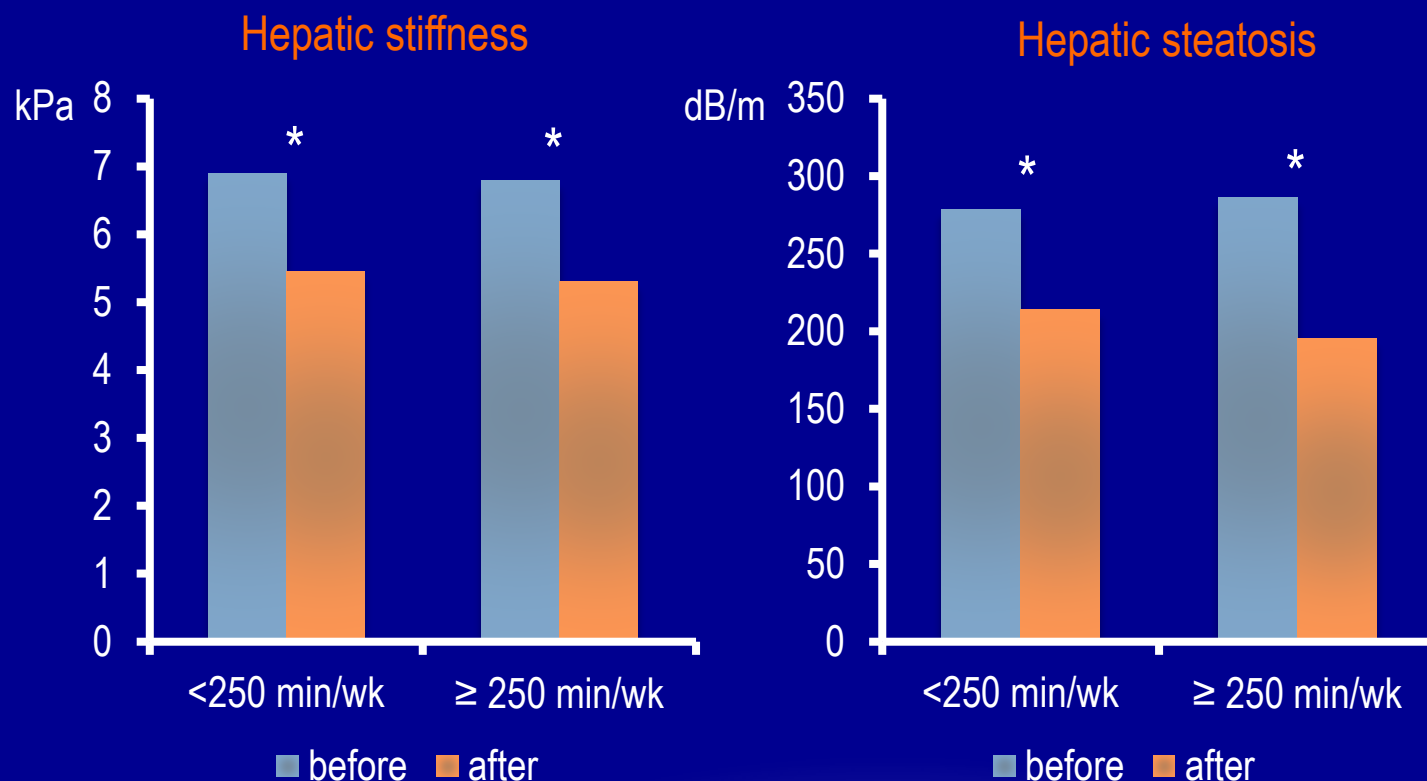 Hepatic stiffness
kPa
8
7
6
5
4
3
2
1
0
*
*
<250 min/wk
≥ 250 min/wk
before
after
Hepatic steatosis
dB/m
350
300
250
200
150
100
50
0
*
*
<250 min/wk
≥ 250 min/wk
before
after